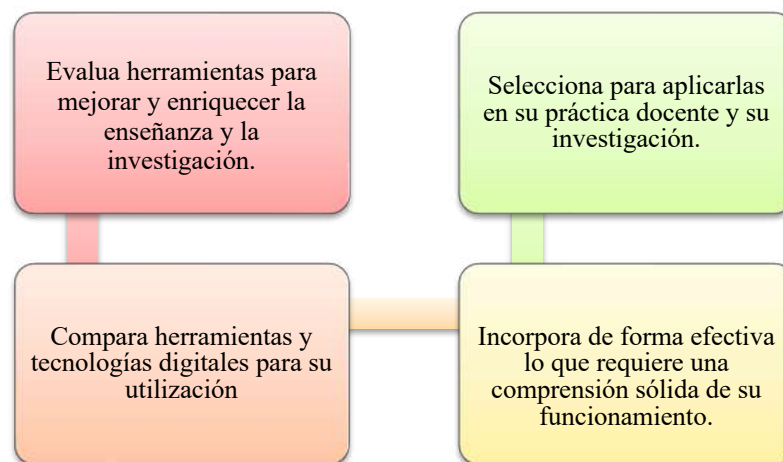 Evalua herramientas para
mejorar y enriquecer la
enseñanza y la
investigación.
Compara herramientas y
tecnologías digitales para su
utilización
Incorpora de forma efectiva
lo que requiere una
comprensión sólida de su
funcionamiento.
Selecciona para aplicarlas
en su práctica docente y su
investigación.